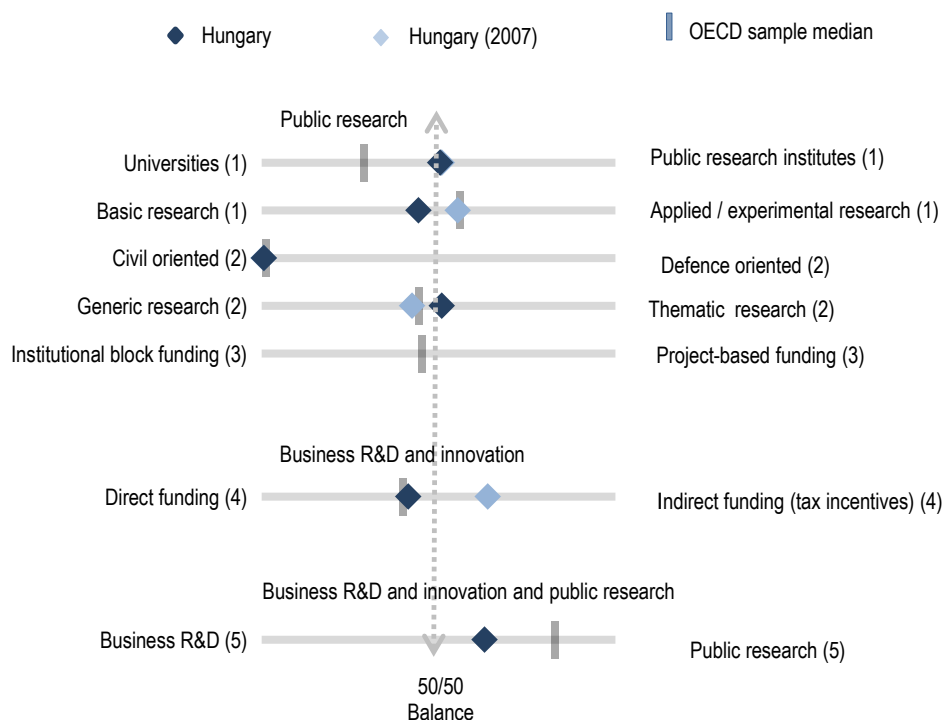 Hungary
Hungary (2007)
OECD sample median
Public research
Universities (1)
Public research institutes (1)
Basic research (1)
Applied / experimental research (1)
Civil oriented (2)
Defence oriented (2)
Generic research (2)
Thematic research (2)
Institutional block funding (3)
Project-based funding (3)
Business R&D and innovation
Direct funding (4)
Indirect funding (tax incentives) (4)
Business R&D and innovation and public research
Business R&D (5)
Public research (5)
50/50
Balance